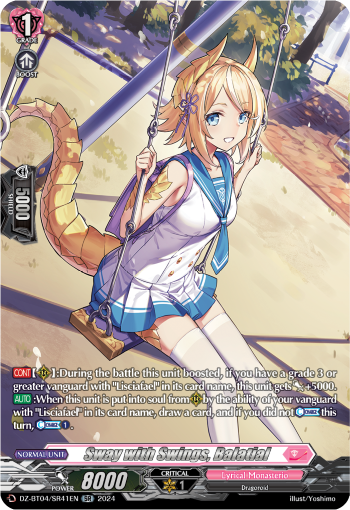 1
GRADE
BOOST
5000
SHIELD
CONT【】:During the battle this unit boosted, if you have a grade 3 or
greater vanguard with "Lisciafael" in its card name, this unit gets +5000.
AUTO:When this unit is put into soul from by the ability of your vanguard
with "Lisciafael" in its card name, draw a card, and if you did not
this turn, 1.
NORMAL UNIT
Sway with Swings, Balatial
Lyrical Monasterio
POWER 8000 CRITICAL 1
Dragoroid
DZ-BT04/SR41EN SR 2024
illust/Yoshimo